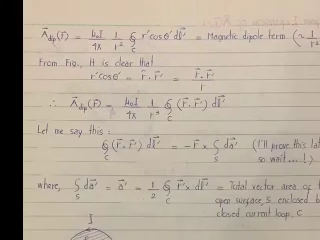 A⃗dip(r⃗) = μ₀I/4π 1/r² ∮c r'cosθ' dl⃗' = Magnetic dipole term (~ 1/r²
From Fig., It is clear that
r'cosθ' = r̂·r⃗' = r⃗·r⃗'/r
∴ A⃗dip(r⃗) = μ₀I/4π 1/r³ ∮c (r⃗·r⃗') dl⃗'
Let me say this :
∮c (r⃗·r⃗') dl⃗' = −r⃗ × ∫s da⃗' (I'll prove this lat
so wait...!)
where, ∫s da⃗' = a⃗' = 1/2 ∮c r⃗' × dl⃗' = Total vector area of t
open surface, S enclosed b
closed current loop, C
I